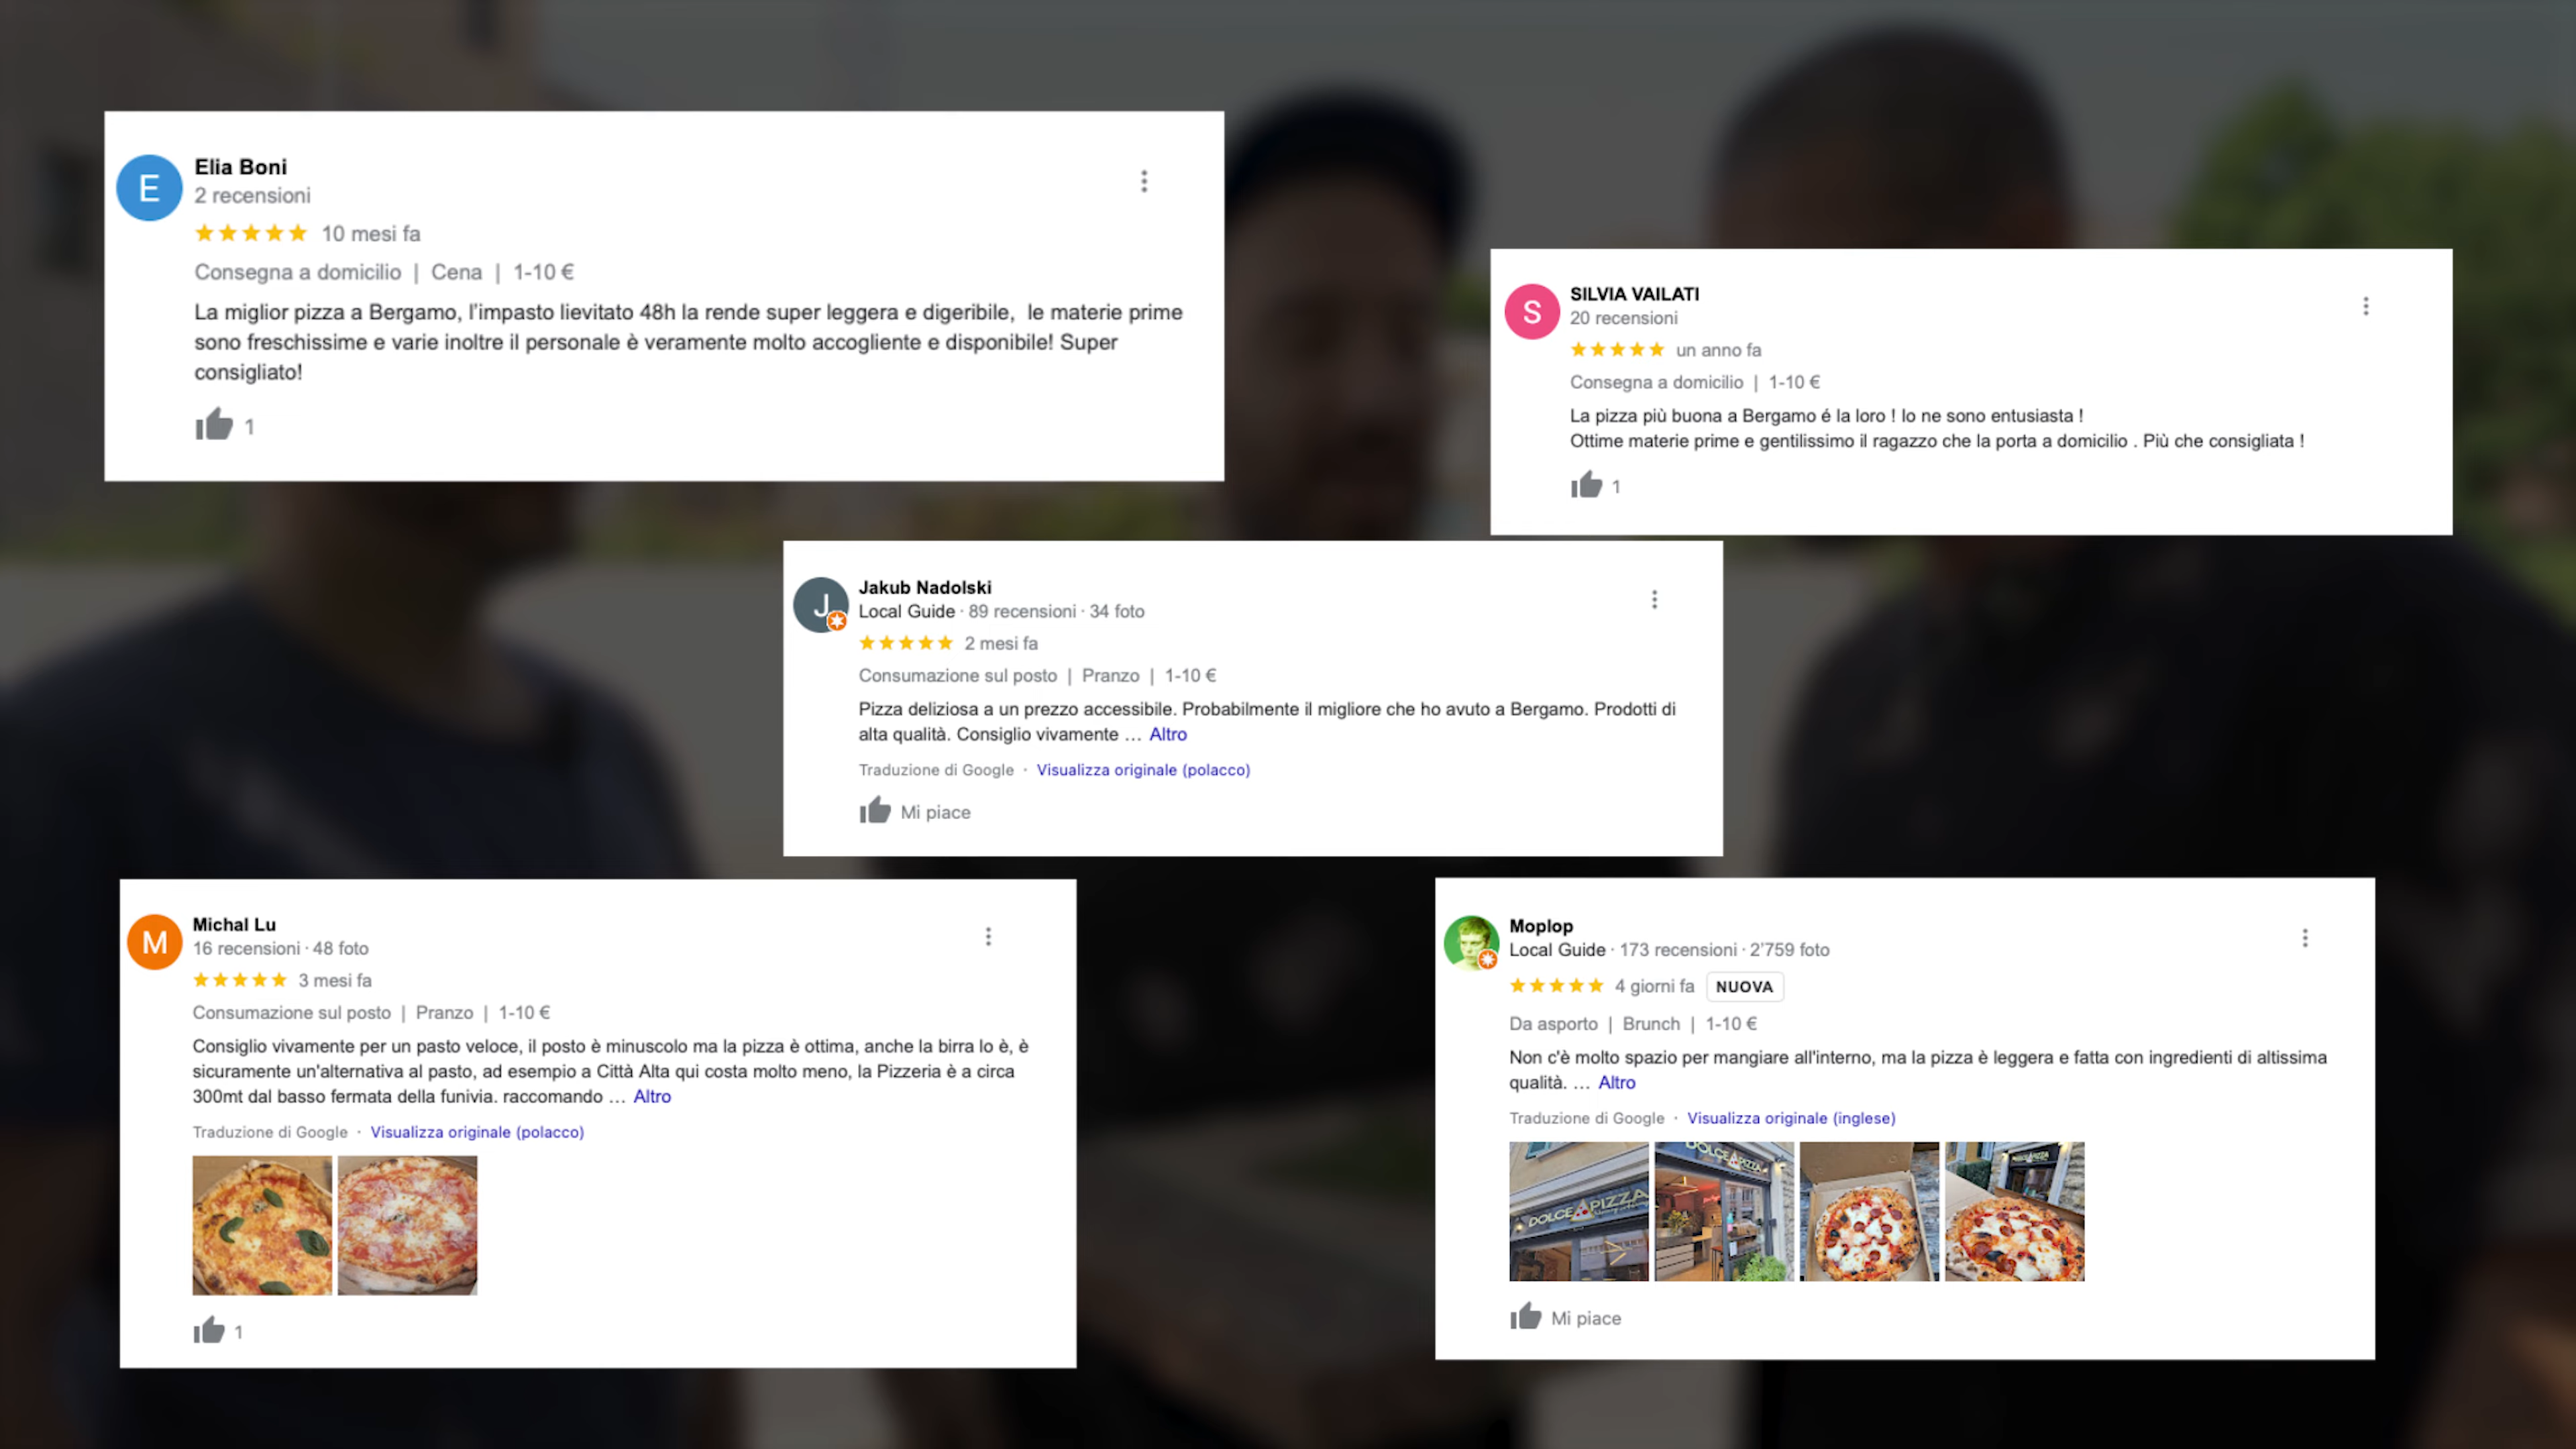 Elia Boni
2 recensioni
10 mesi fa
Consegna a domicilio | Cena | 1-10 €
La miglior pizza a Bergamo, l'impasto lievitato 48h la rende super leggera e digeribile,  le materie prime
sono freschissime e varie inoltre il personale è veramente molto accogliente e disponibile! Super
consigliato!
1
E
SILVIA VAILATI
20 recensioni
un anno fa
Consegna a domicilio | 1-10 €
La pizza più buona a Bergamo é la loro ! Io ne sono entusiasta !
Ottime materie prime e gentilissimo il ragazzo che la porta a domicilio . Più che consigliata !
1
S
Jakub Nadolski
Local Guide · 89 recensioni · 34 foto
2 mesi fa
Consumazione sul posto | Pranzo | 1-10 €
Pizza deliziosa a un prezzo accessibile. Probabilmente il migliore che ho avuto a Bergamo. Prodotti di
alta qualità. Consiglio vivamente … Altro
Traduzione di Google · Visualizza originale (polacco)
Mi piace
J
Michal Lu
16 recensioni · 48 foto
3 mesi fa
Consumazione sul posto | Pranzo | 1-10 €
Consiglio vivamente per un pasto veloce, il posto è minuscolo ma la pizza è ottima, anche la birra lo è, è
sicuramente un'alternativa al pasto, ad esempio a Città Alta qui costa molto meno, la Pizzeria è a circa
300mt dal basso fermata della funivia. raccomando … Altro
Traduzione di Google · Visualizza originale (polacco)
1
M
Moplop
Local Guide · 173 recensioni · 2'759 foto
4 giorni fa NUOVA
Da asporto | Brunch | 1-10 €
Non c'è molto spazio per mangiare all'interno, ma la pizza è leggera e fatta con ingredienti di altissima
qualità. … Altro
Traduzione di Google · Visualizza originale (inglese)
DOLCE PIZZA
DOLCE PIZZA
Mi piace